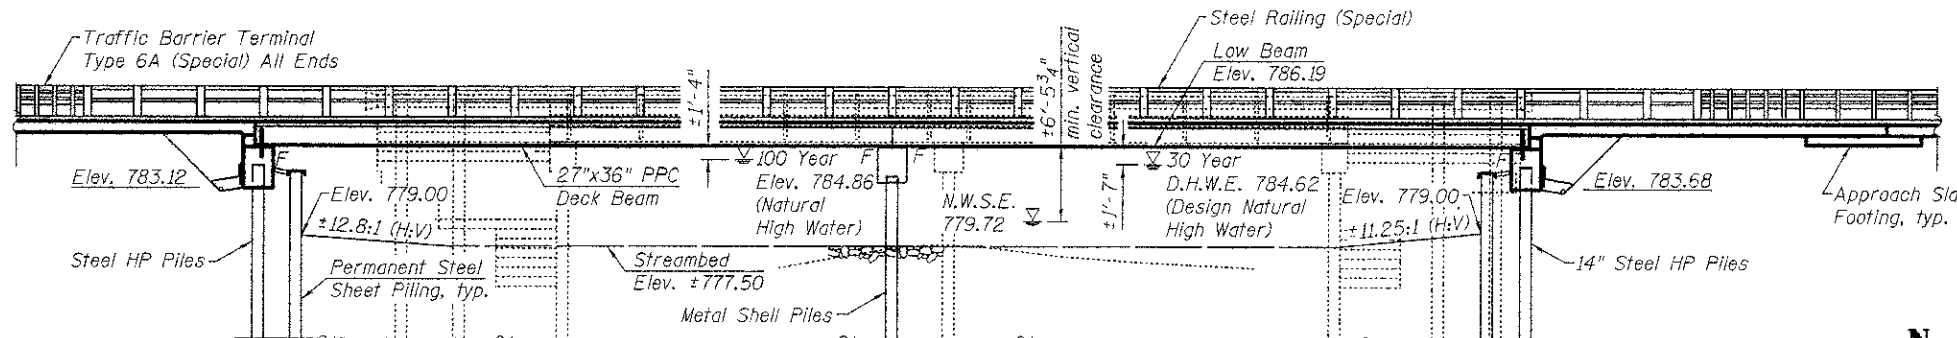 Traffic Barrier Terminal
Type 6A (Special) All Ends
Steel Railing (Special)
Low Beam
Elev. 786.19
±1'-4"
±6'-5¾"
min. vertical
clearance
Elev. 783.12
F
27"x36" PPC
Deck Beam
100 Year
Elev. 784.86
(Natural
High Water)
F
F
N.W.S.E.
779.72
±1'-7"
30 Year
D.H.W.E. 784.62
(Design Natural
High Water)
F
Elev. 783.68
Approach Sla
Footing, typ.
Elev. 779.00
±12.8:1 (H:V)
Elev. 779.00
±11.25:1 (H:V)
Steel HP Piles
Permanent Steel
Sheet Piling, typ.
Streambed
Elev. ±777.50
Metal Shell Piles
14" Steel HP Piles
N